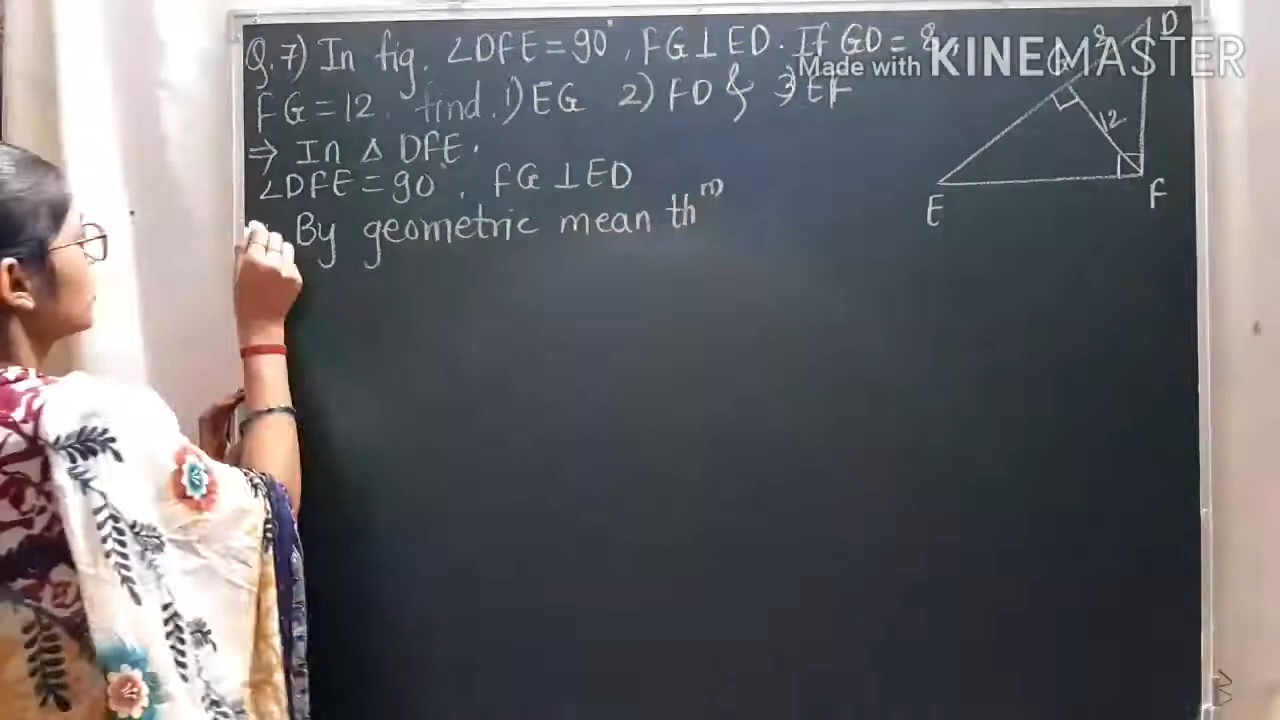 Q.7) In fig. ∠DFE = 90°, FG ⊥ ED. If GD = 8,
FG = 12. find. 1) EG 2) FD & 3) EF
⇒ In △ DFE.
∠DFE = 90°, FG ⊥ ED
By geometric mean thᵐ
Made with KINEMASTER
D
8
G
12
E
F